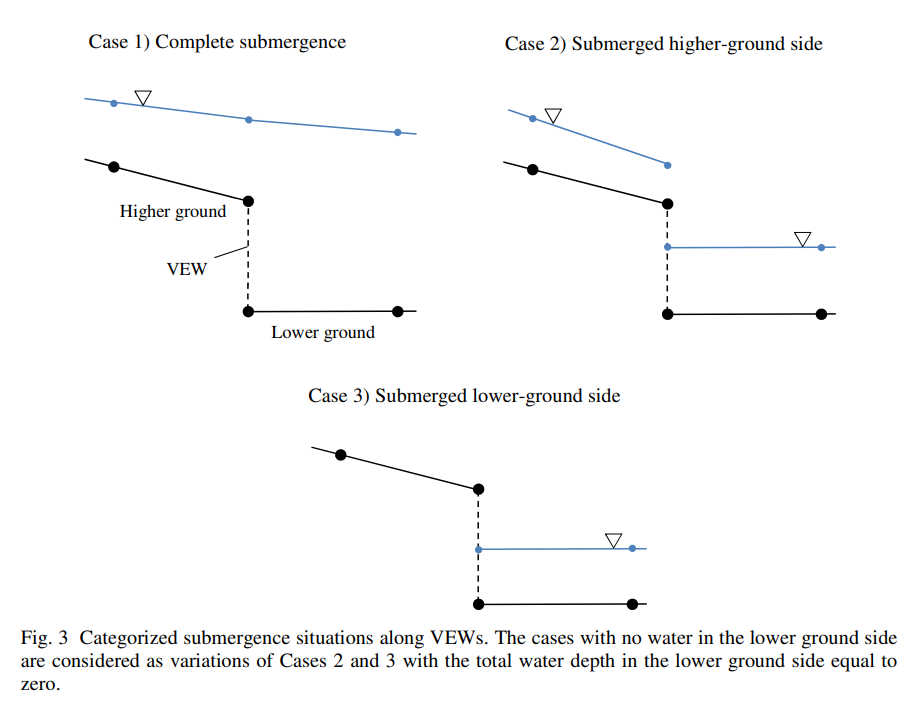 Case 1) Complete submergence
Case 2) Submerged higher-ground side
Higher ground
VEW
Lower ground
Case 3) Submerged lower-ground side
Fig. 3  Categorized submergence situations along VEWs. The cases with no water in the lower ground side
are considered as variations of Cases 2 and 3 with the total water depth in the lower ground side equal to
zero.